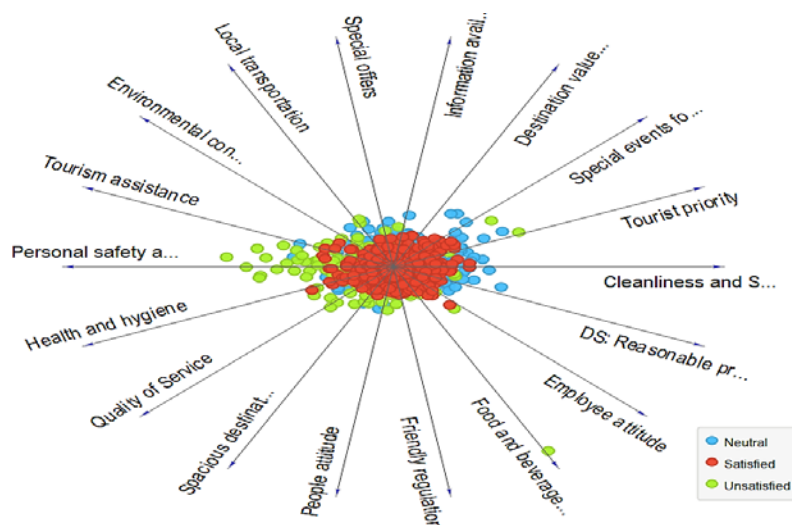 Special offers
Information avail...
Local transportation
Destination value...
Environmental con...
Special events fo...
Tourism assistance
Tourist priority
Personal safety a...
Cleanliness and S...
Health and hygiene
DS: Reasonable pr...
Quality of Service
Employee attitude
Spacious destinat...
Food and beverage...
People attitude
Friendly regulation
Neutral
Satisfied
Unsatisfied